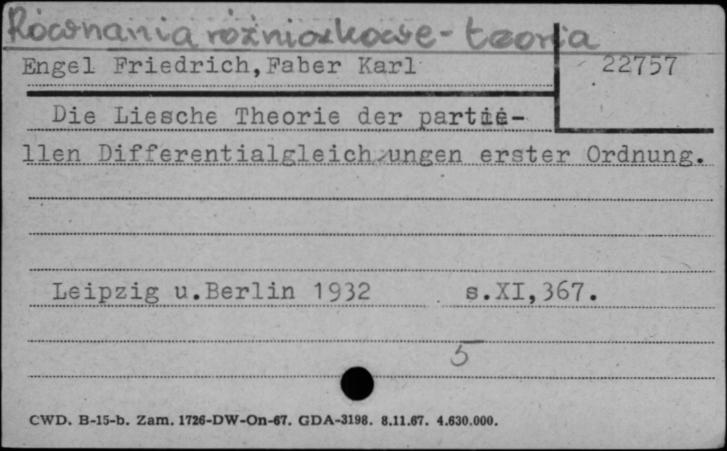 Równania różniczkowe - teoria
Engel Friedrich,Faber Karl 22757
Die Liesche Theorie der partie-
llen Differentialgleichungen erster Ordnung.
Leipzig u.Berlin 1932 s.XI,367.
5
CWD. B-15-b. Zam. 1726-DW-On-67. GDA-3198. 8.11.67. 4.630.000.